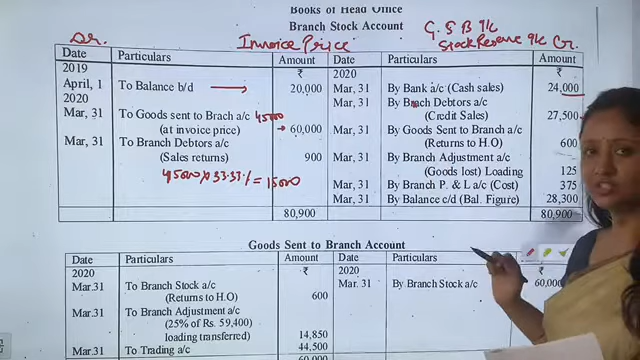 Books of Head Office
Branch Stock Account
Dr.
Invoice Price
G. S B a/c
Stock Reserve a/c Cr.
Date Particulars Amount Date Particulars Amount
2019 ₹ 2020 ₹
April, 1 To Balance b/d 20,000 Mar, 31 By Bank a/c (Cash sales) 24,000
2020 Mar, 31 By Brach Debtors a/c
Mar, 31 To Goods sent to Brach a/c 45000 (Credit Sales) 27,500
(at invoice price) 60,000 Mar, 31 By Goods Sent to Branch a/c
Mar, 31 To Branch Debtors a/c (Returns to H.O) 600
(Sales returns) 900 Mar, 31 By Branch Adjustment a/c
45000 x 33.33% = 15000 (Goods lost) Loading 125
Mar, 31 By Branch P. & L a/c (Cost) 375
Mar, 31 By Balance c/d (Bal. Figure) 28,300
80,900 80,900
Goods Sent to Branch Account
Date Particulars Amount Date Particulars
2020 ₹ 2020 ₹
Mar.31 To Branch Stock a/c Mar, 31 By Branch Stock a/c 60,000
(Returns to H.O) 600
Mar, 31 To Branch Adjustment a/c
(25% of Rs. 59,400)
loading transferred) 14,850
Mar.31 To Trading a/c 44,500
60,000